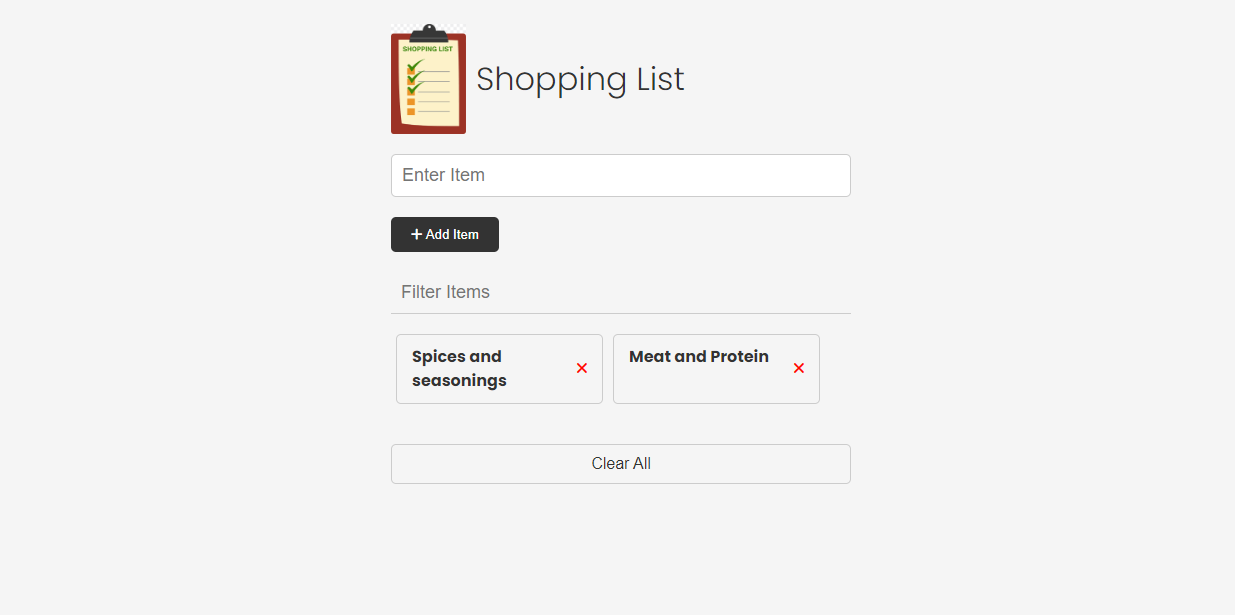 SHOPPING LIST
Shopping List
Enter Item
Add Item
Filter Items
Spices and
seasonings
Meat and Protein
Clear All